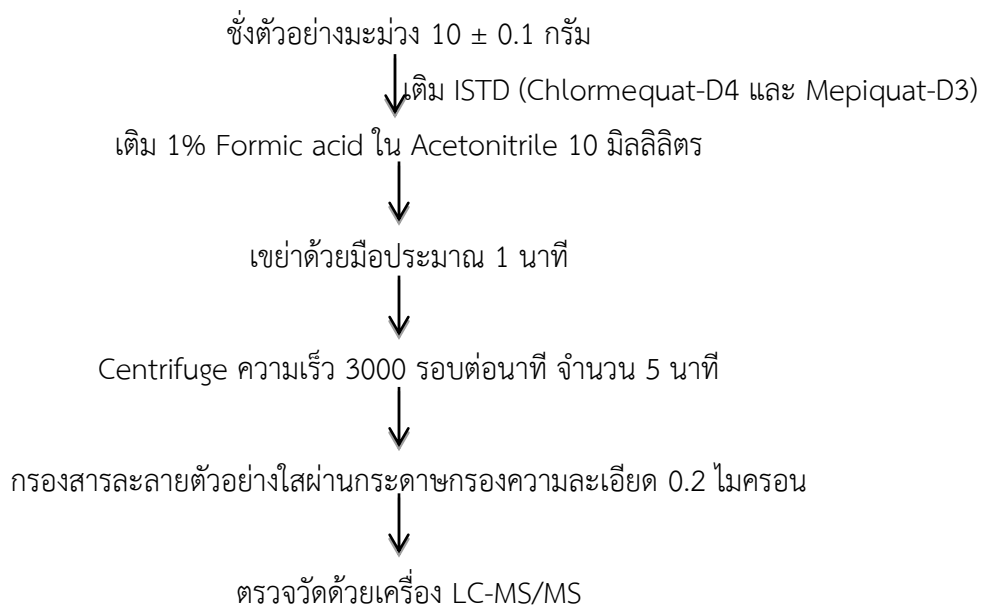 ชั่งตัวอย่างมะม่วง 10 ± 0.1 กรัม
เติม ISTD (Chlormequat-D4 และ Mepiquat-D3)
เติม 1% Formic acid ใน Acetonitrile 10 มิลลิลิตร
เขย่าด้วยมือประมาณ 1 นาที
Centrifuge ความเร็ว 3000 รอบต่อนาที จำนวน 5 นาที
กรองสารละลายตัวอย่างใสผ่านกระดาษกรองความละเอียด 0.2 ไมครอน
ตรวจวัดด้วยเครื่อง LC-MS/MS